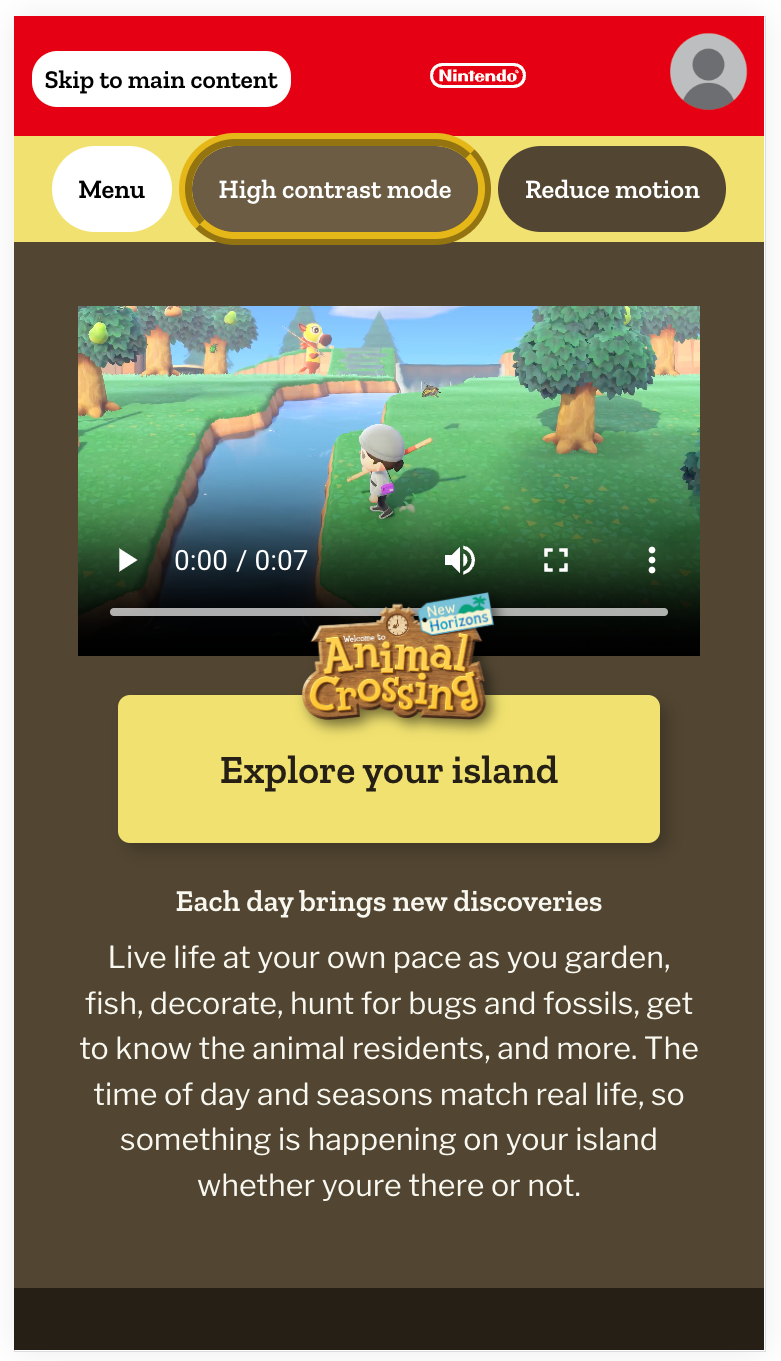 Skip to main content
Nintendo
Menu
High contrast mode
Reduce motion
0:00 / 0:07
New
Horizons
Welcome to
Animal
Crossing
Explore your island
Each day brings new discoveries
Live life at your own pace as you garden,
fish, decorate, hunt for bugs and fossils, get
to know the animal residents, and more. The
time of day and seasons match real life, so
something is happening on your island
whether youre there or not.